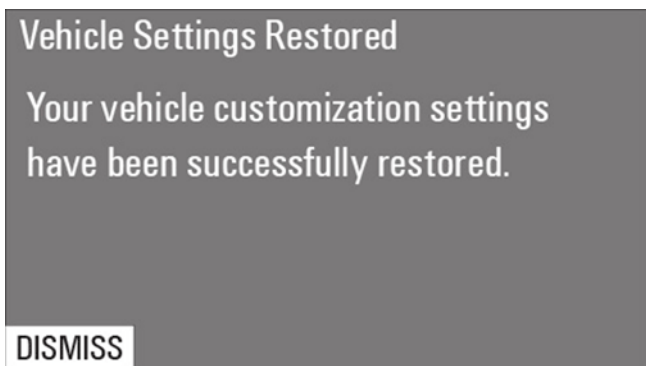 Vehicle Settings Restored
Your vehicle customization settings
have been successfully restored.
DISMISS